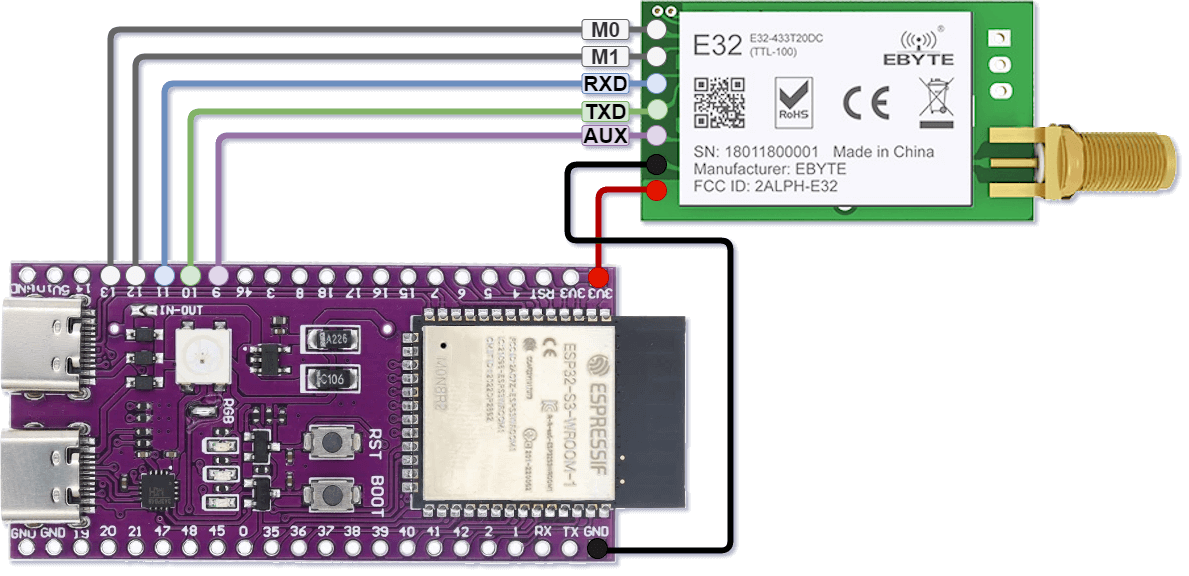 M0
M1
RXD
TXD
AUX
E32
E32-433T20DC
(TTL-100)
®
EBYTE
RoHS
CE
SN: 18011800001 Made in China
Manufacturer: EBYTE
FCC ID: 2ALPH-E32
GND 5Vin 14 13 12 11 10 9 46 3 8 18 17 16 15 7 6 5 4 RST 3V3 3V3
IN-OUT
A226
C106
RGB
RST
BOOT
M0N8R2
ESPRESSIF
ESP32-S3-WROOM-1
CE
GND GND 19 20 21 47 48 45 0 35 36 37 38 39 40 41 42 2 1 RX TX GND